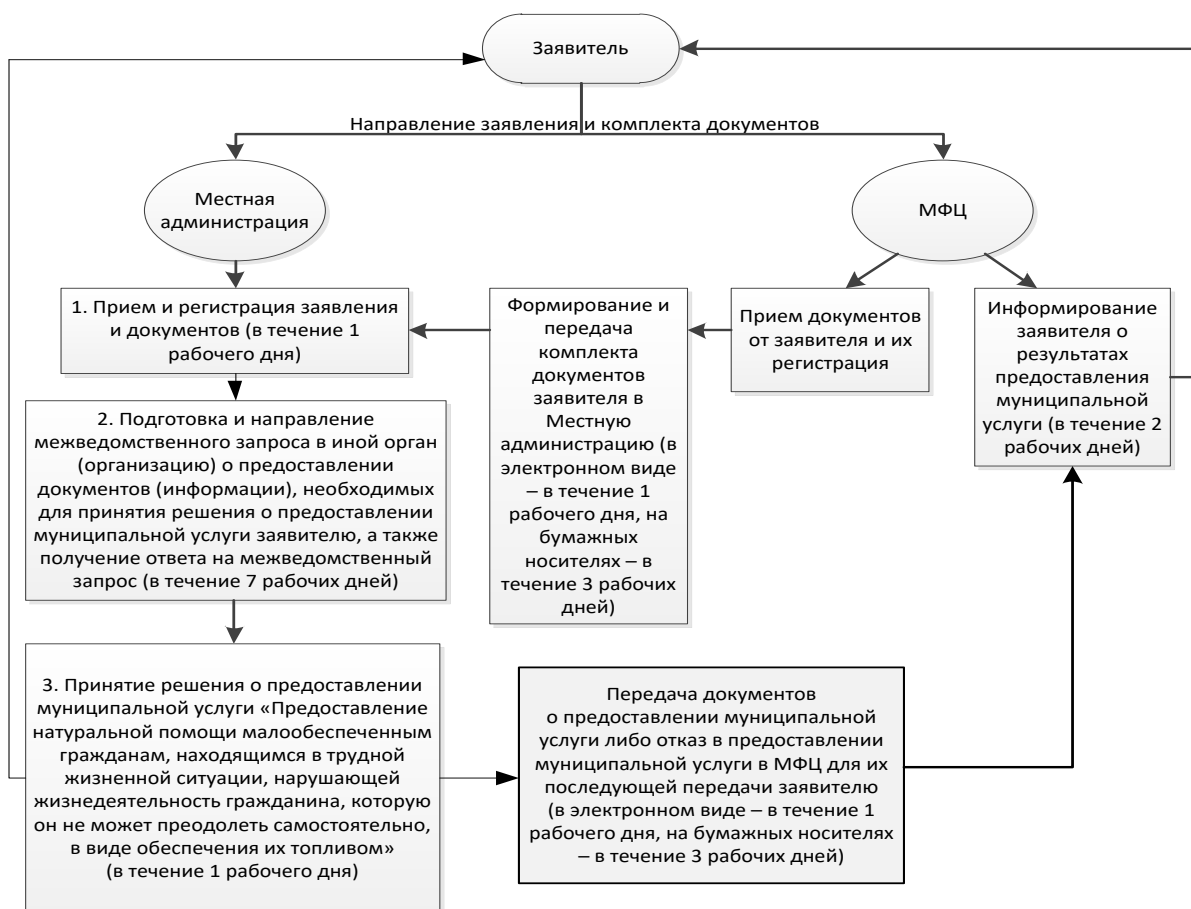 Заявитель
Направление заявления и комплекта документов
Местная
администрация
МФЦ
1. Прием и регистрация заявления
и документов (в течение 1
рабочего дня)
Формирование и
передача
комплекта
документов
заявителя в
Местную
администрацию (в
электронном виде
– в течение 1
рабочего дня, на
бумажных
носителях – в
течение 3 рабочих
дней)
Прием документов
от заявителя и их
регистрация
Информирование
заявителя о
результатах
предоставления
муниципальной
услуги (в течение 2
рабочих дней)
2. Подготовка и направление
межведомственного запроса в иной орган
(организацию) о предоставлении
документов (информации), необходимых
для принятия решения о предоставлении
муниципальной услуги заявителю, а также
получение ответа на межведомственный
запрос (в течение 7 рабочих дней)
3. Принятие решения о предоставлении
муниципальной услуги «Предоставление
натуральной помощи малообеспеченным
гражданам, находящимся в трудной
жизненной ситуации, нарушающей
жизнедеятельность гражданина, которую
он не может преодолеть самостоятельно,
в виде обеспечения их топливом»
(в течение 1 рабочего дня)
Передача документов
о предоставлении муниципальной
услуги либо отказ в предоставлении
муниципальной услуги в МФЦ для их
последующей передачи заявителю
(в электронном виде – в течение 1
рабочего дня, на бумажных носителях
– в течение 3 рабочих дней)